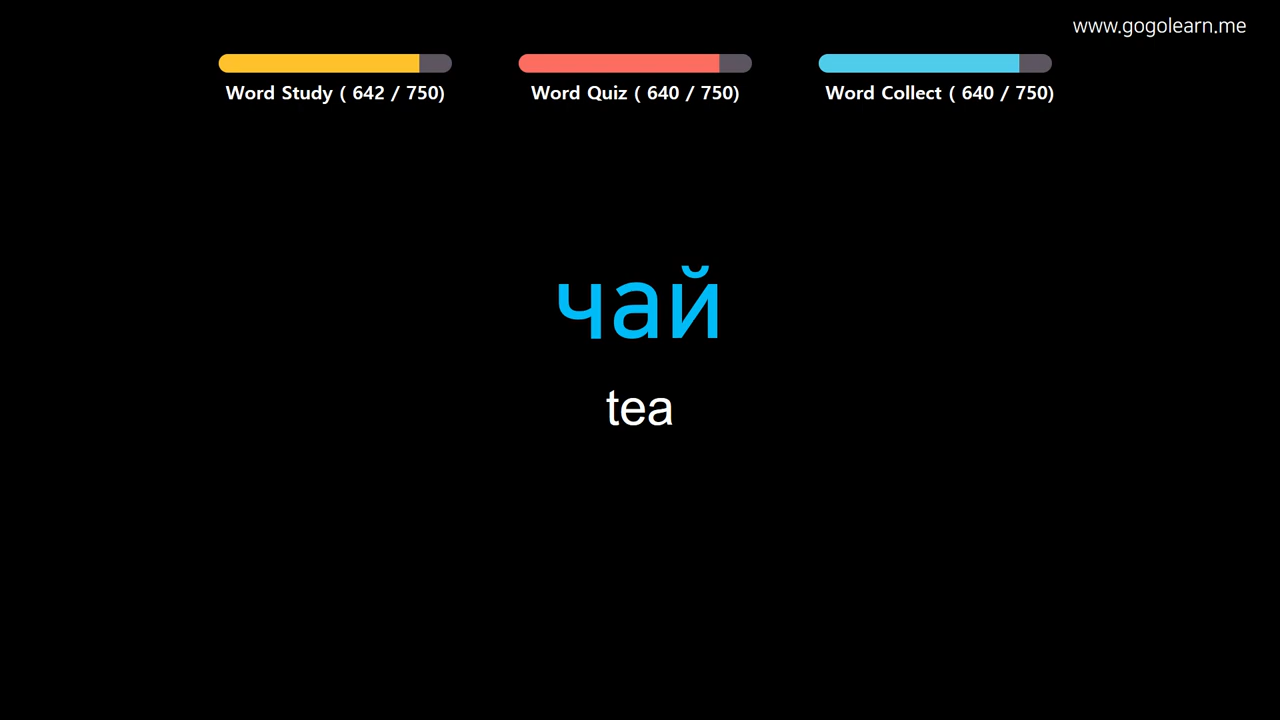 www.gogolearn.me
Word Study ( 642 / 750)
Word Quiz ( 640 / 750)
Word Collect ( 640 / 750)
чай
tea